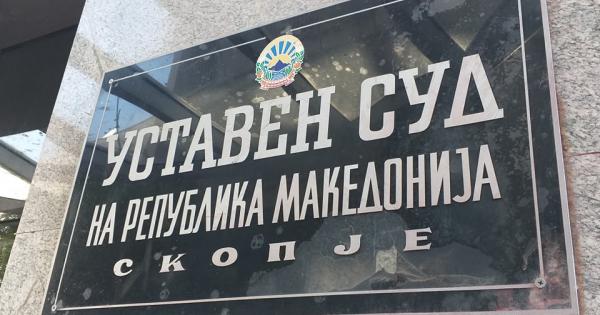 УСТАВЕН СУД
НА РЕПУБЛИКА МАКЕДОНИЈА
СКОПЈЕ